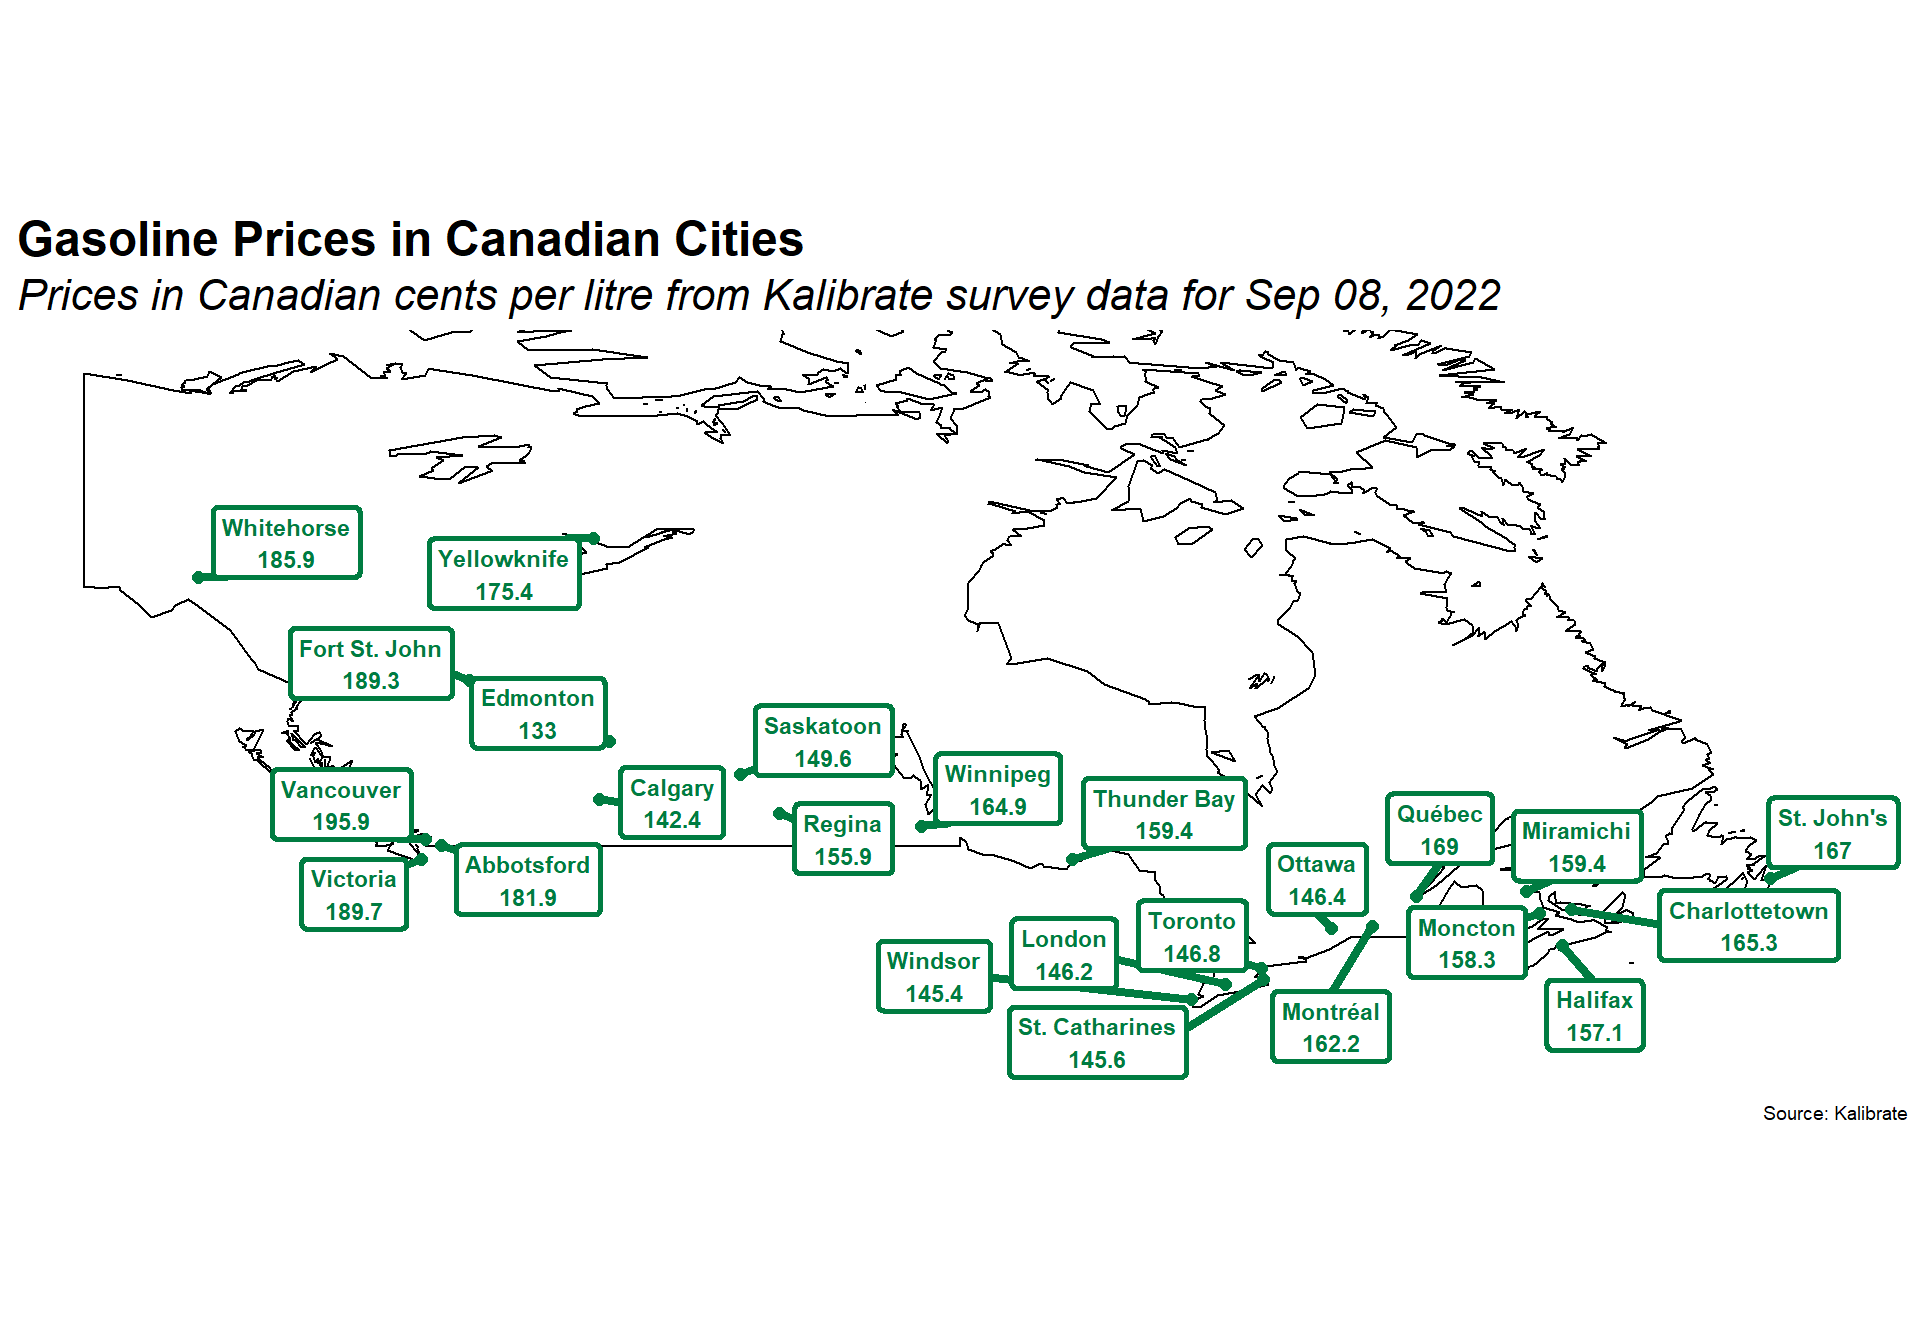 Gasoline Prices in Canadian Cities
Prices in Canadian cents per litre from Kalibrate survey data for Sep 08, 2022
Whitehorse
185.9
Yellowknife
175.4
Fort St. John
189.3
Edmonton
133
Saskatoon
149.6
Winnipeg
164.9
Calgary
142.4
Vancouver
195.9
Thunder Bay
159.4
Regina
155.9
Québec
169
Miramichi
159.4
St. John's
167
Abbotsford
181.9
Victoria
189.7
Ottawa
146.4
Charlottetown
165.3
Toronto
146.8
Moncton
158.3
London
146.2
Windsor
145.4
Halifax
157.1
Montréal
162.2
St. Catharines
145.6
Source: Kalibrate